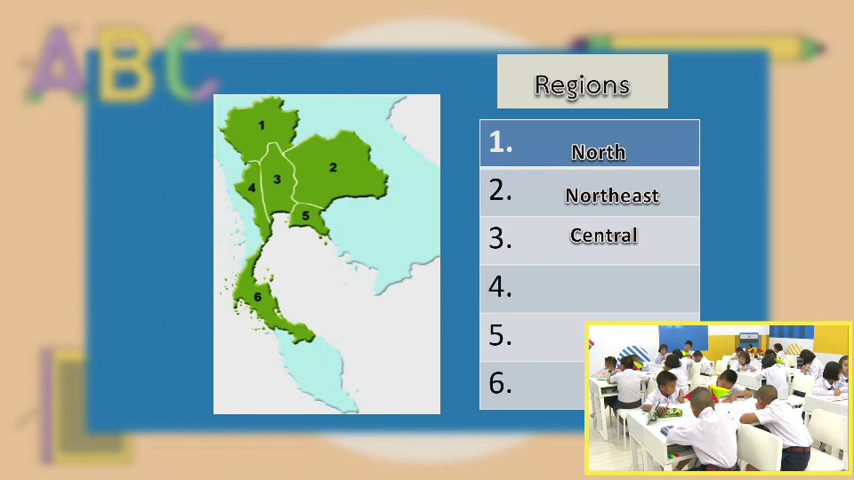 ABC
Regions
1
2
3
4
5
6
1. North
2. Northeast
3. Central
4.
5.
6.